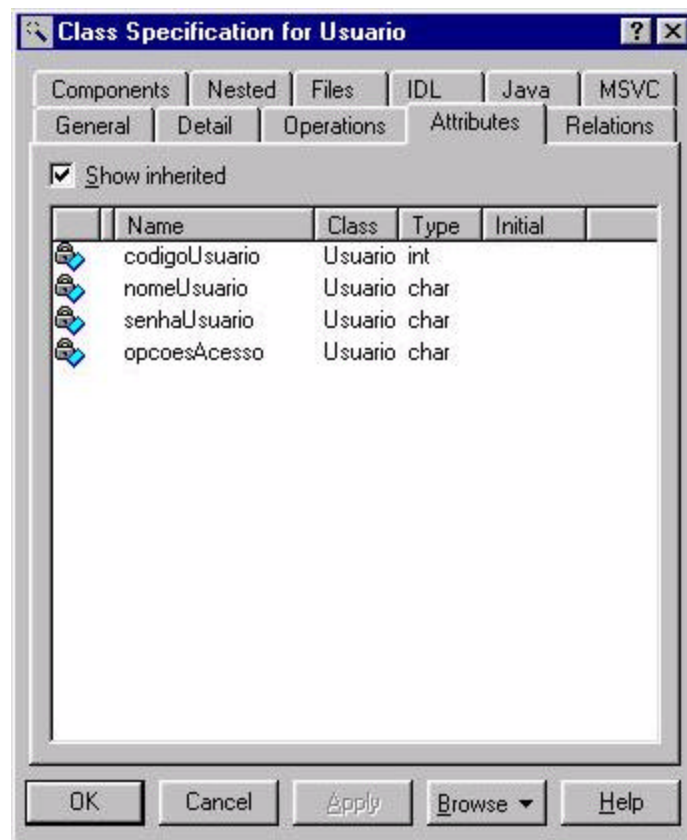 Class Specification for Usuario
Components Nested Files IDL Java MSVC
General Detail Operations Attributes Relations
Show inherited
Name Class Type Initial
codigoUsuario Usuario int
nomeUsuario Usuario char
senhaUsuario Usuario char
opcoesAcesso Usuario char
OK Cancel Apply Browse Help